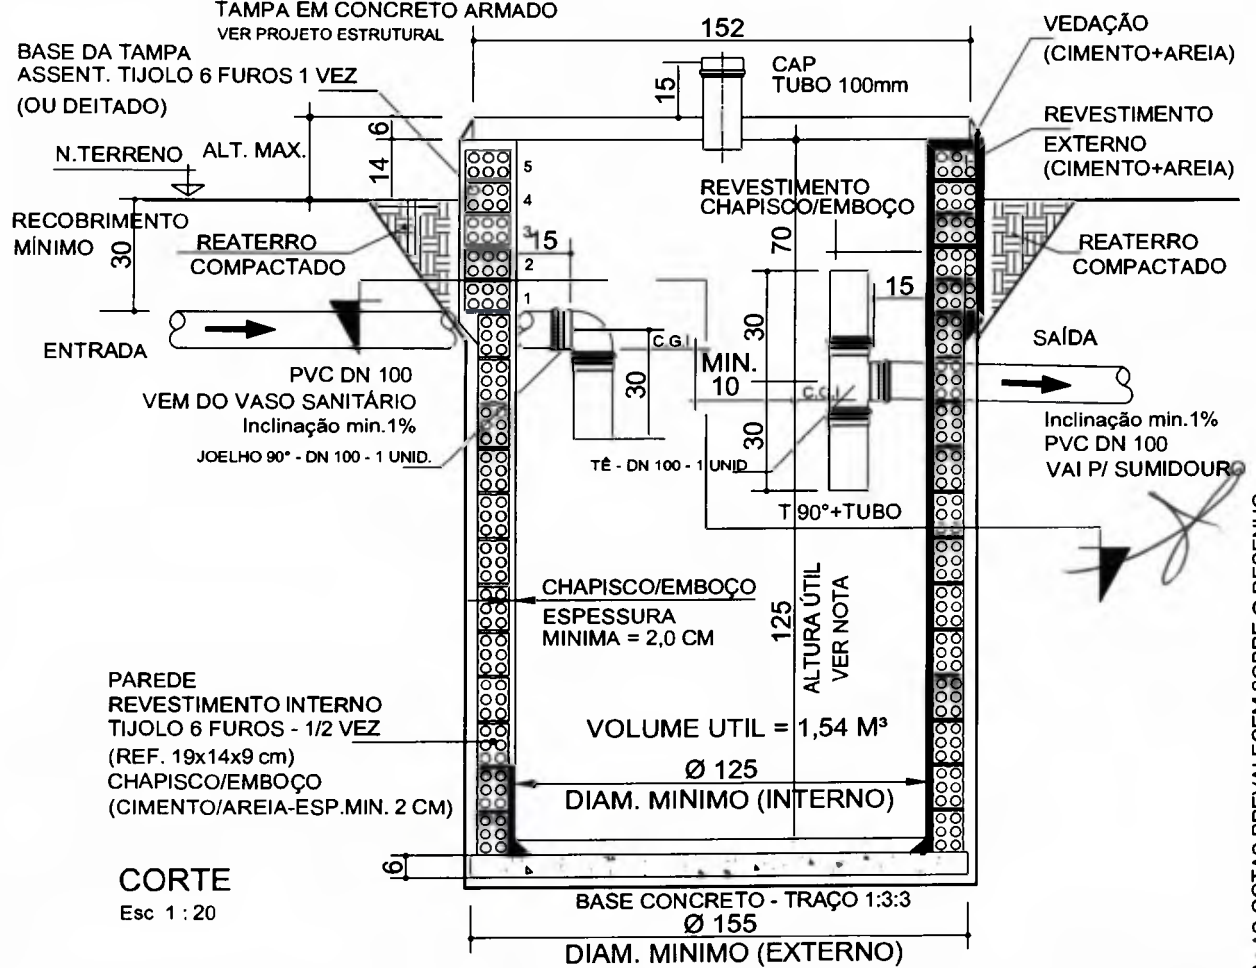 TAMPA EM CONCRETO ARMADO
VER PROJETO ESTRUTURAL
BASE DA TAMPA
ASSENT. TIJOLO 6 FUROS 1 VEZ
(OU DEITADO)
152
CAP
TUBO 100mm
15
VEDAÇÃO
(CIMENTO+AREIA)
REVESTIMENTO
EXTERNO
(CIMENTO+AREIA)
N.TERRENO
ALT. MAX.
6
14
5
4
3
2
1
REVESTIMENTO
CHAPISCO/EMBOÇO
70
RECOBRIMENTO
MÍNIMO
30
REATERRO
COMPACTADO
15
15
REATERRO
COMPACTADO
ENTRADA
SAÍDA
C.G.I
30
MIN.
10
30
30
PVC DN 100
VEM DO VASO SANITÁRIO
Inclinação min.1%
JOELHO 90° - DN 100 - 1 UNID.
TÊ - DN 100 - 1 UNID
T 90°+TUBO
Inclinação min.1%
PVC DN 100
VAI P/ SUMIDOURO
CHAPISCO/EMBOÇO
ESPESSURA
MINIMA = 2,0 CM
125
ALTURA ÚTIL
VER NOTA
PAREDE
REVESTIMENTO INTERNO
TIJOLO 6 FUROS - 1/2 VEZ
(REF. 19x14x9 cm)
CHAPISCO/EMBOÇO
(CIMENTO/AREIA-ESP.MIN. 2 CM)
VOLUME UTIL = 1,54 M³
Ø 125
DIAM. MINIMO (INTERNO)
6
CORTE
Esc 1 : 20
BASE CONCRETO - TRAÇO 1:3:3
Ø 155
DIAM. MINIMO (EXTERNO)